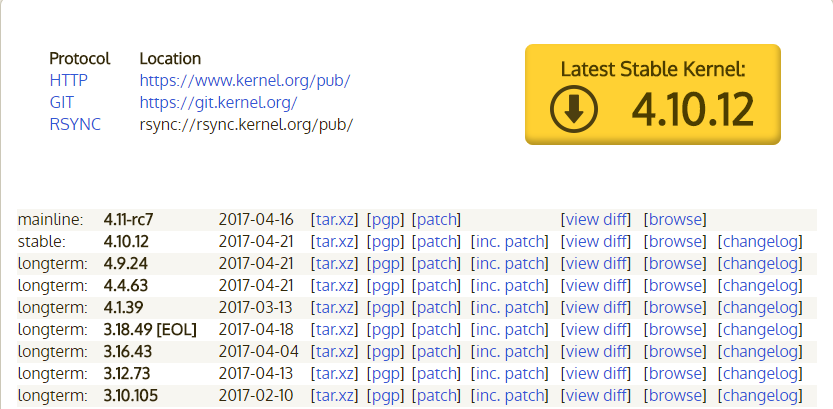 Protocol Location
HTTP https://www.kernel.org/pub/
GIT https://git.kernel.org/
RSYNC rsync://rsync.kernel.org/pub/
Latest Stable Kernel:
4.10.12
mainline: 4.11-rc7 2017-04-16 [tar.xz] [pgp] [patch] [view diff] [browse]
stable: 4.10.12 2017-04-21 [tar.xz] [pgp] [patch] [inc. patch] [view diff] [browse] [changelog]
longterm: 4.9.24 2017-04-21 [tar.xz] [pgp] [patch] [inc. patch] [view diff] [browse] [changelog]
longterm: 4.4.63 2017-04-21 [tar.xz] [pgp] [patch] [inc. patch] [view diff] [browse] [changelog]
longterm: 4.1.39 2017-03-13 [tar.xz] [pgp] [patch] [inc. patch] [view diff] [browse] [changelog]
longterm: 3.18.49 [EOL] 2017-04-18 [tar.xz] [pgp] [patch] [inc. patch] [view diff] [browse] [changelog]
longterm: 3.16.43 2017-04-04 [tar.xz] [pgp] [patch] [inc. patch] [view diff] [browse] [changelog]
longterm: 3.12.73 2017-04-13 [tar.xz] [pgp] [patch] [inc. patch] [view diff] [browse] [changelog]
longterm: 3.10.105 2017-02-10 [tar.xz] [pgp] [patch] [inc. patch] [view diff] [browse] [changelog]